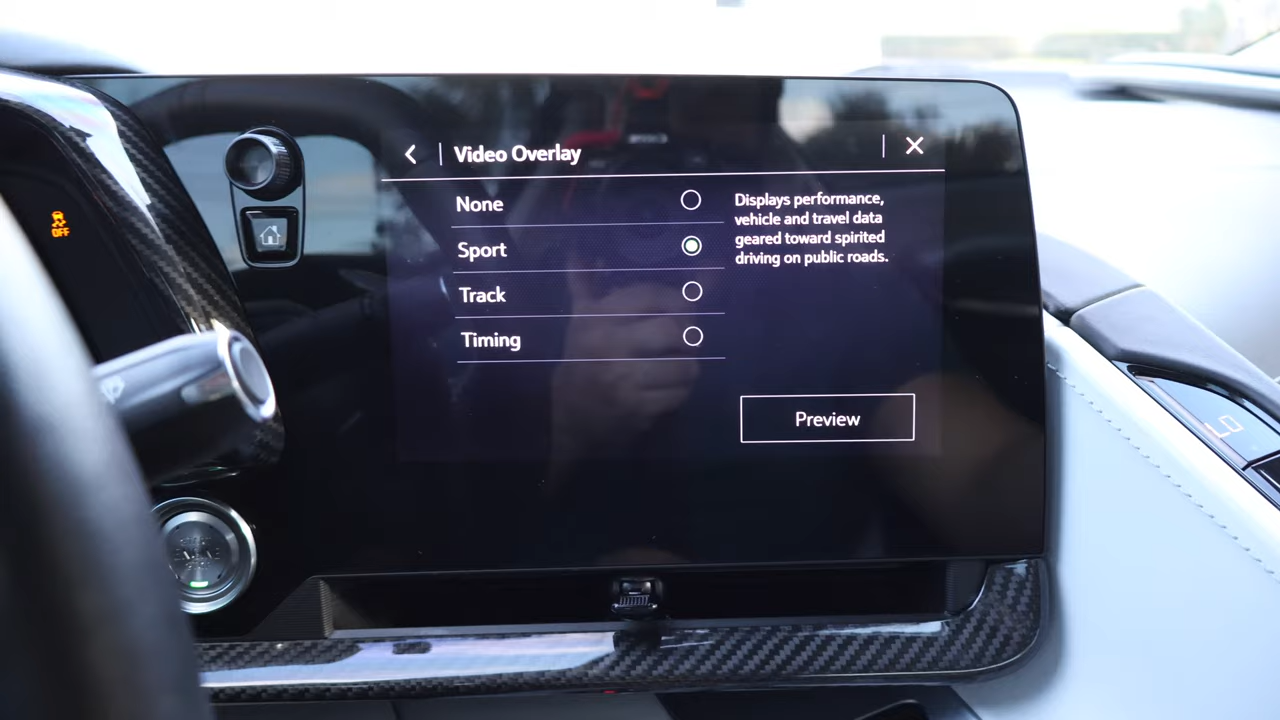 Video Overlay
None
Sport
Track
Timing
Displays performance,
vehicle and travel data
geared toward spirited
driving on public roads.
Preview
OFF